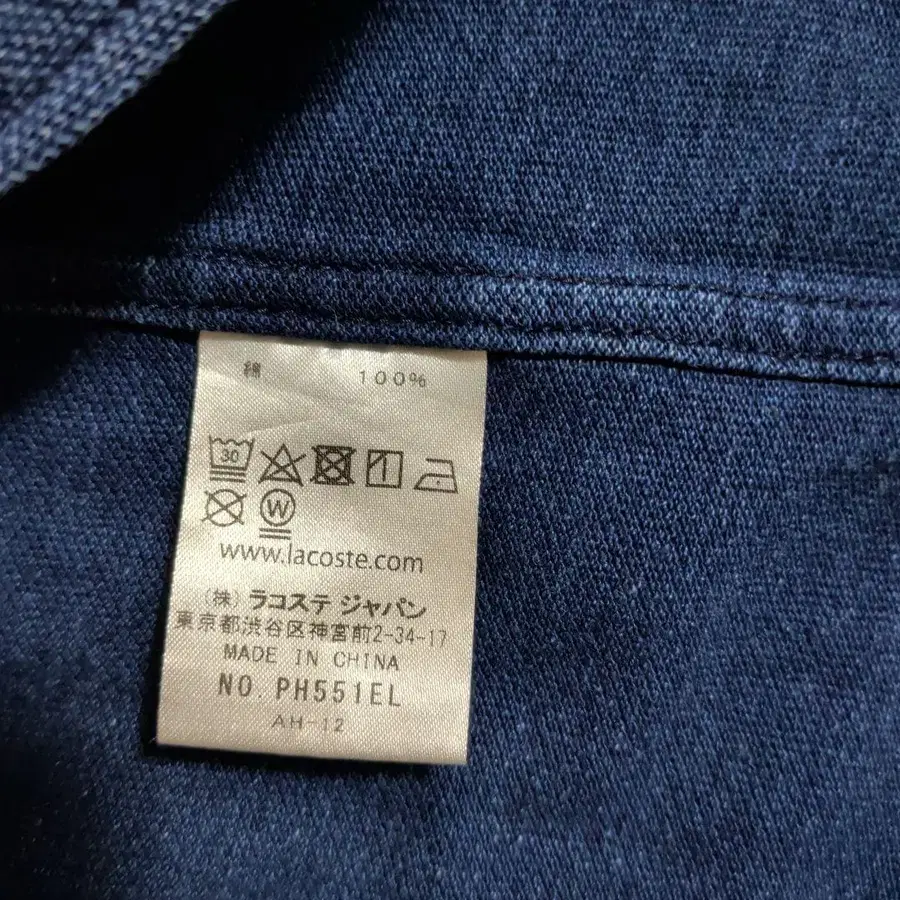 綿 100%
30
W
www.lacoste.com
(株) ラコステ ジャパン
東京都渋谷区神宮前2-34-17
MADE IN CHINA
NO. PH551EL
AH-12